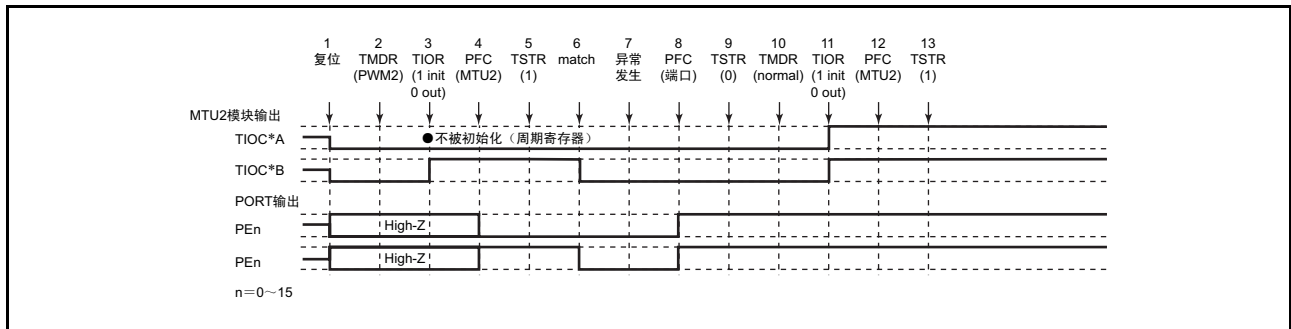 1 2 3 4 5 6 7 8 9 10 11 12 13
复位 TMDR TIOR PFC TSTR match 异常 PFC TSTR TMDR TIOR PFC TSTR
(PWM2) (1 init (MTU2) (1) 发生 (端口) (0) (normal) (1 init (MTU2) (1)
0 out) 0 out)
MTU2模块输出
TIOC*A ●不被初始化（周期寄存器）
TIOC*B
PORT输出
PEn High-Z
PEn High-Z
n＝0～15